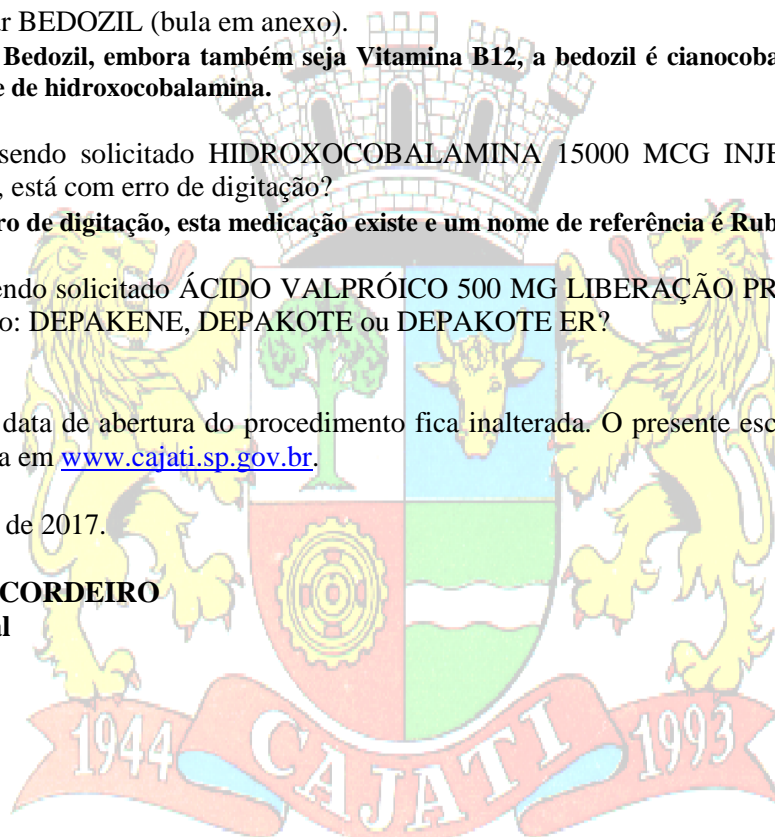 ar BEDOZIL (bula em anexo).
Bedozil, embora também seja Vitamina B12, a bedozil é cianocoba
e de hidroxocobalamina.
sendo solicitado HIDROXOCOBALAMINA 15000 MCG INJE
, está com erro de digitação?
ro de digitação, esta medicação existe e um nome de referência é Rub
endo solicitado ÁCIDO VALPRÓICO 500 MG LIBERAÇÃO PR
o: DEPAKENE, DEPAKOTE ou DEPAKOTE ER?
data de abertura do procedimento fica inalterada. O presente esc
a em www.cajati.sp.gov.br.
de 2017.
CORDEIRO
al
1944 CAJATI 1993